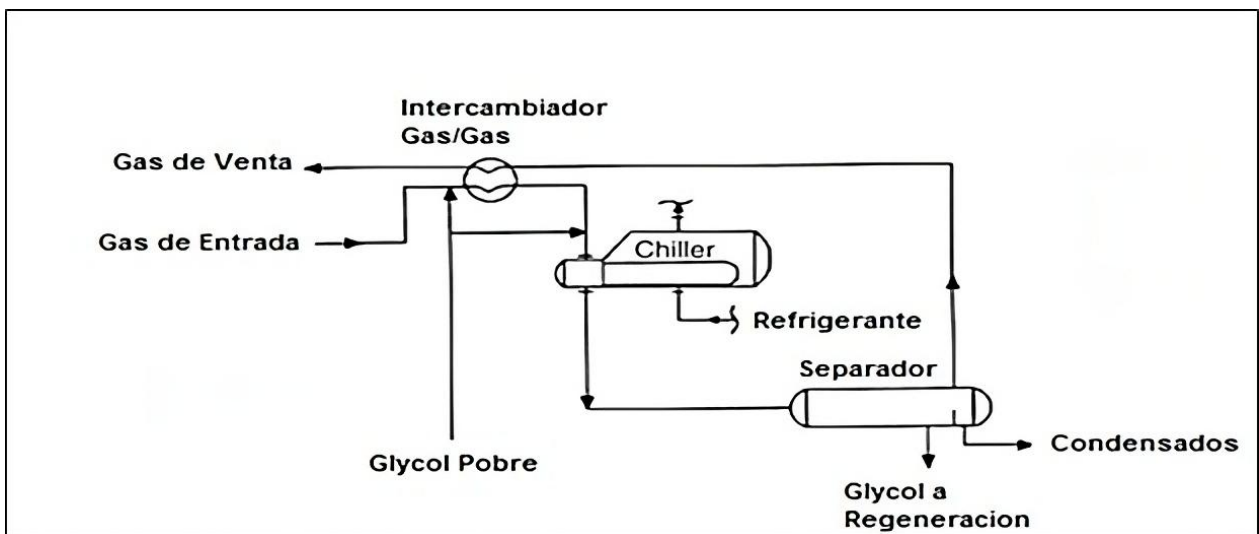 Intercambiador
Gas/Gas
Gas de Venta
Gas de Entrada
Chiller
Refrigerante
Separador
Condensados
Glycol Pobre
Glycol a
Regeneracion